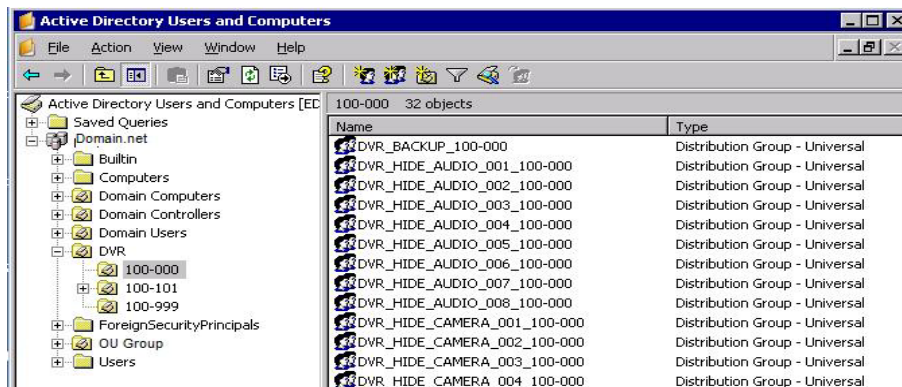 Active Directory Users and Computers
File Action View Window Help
Active Directory Users and Computers [ED
Saved Queries
Domain.net
Builtin
Computers
Domain Computers
Domain Controllers
Domain Users
DVR
100-000
100-101
100-999
ForeignSecurityPrincipals
OU Group
Users
100-000 32 objects
Name Type
DVR_BACKUP_100-000 Distribution Group - Universal
DVR_HIDE_AUDIO_001_100-000 Distribution Group - Universal
DVR_HIDE_AUDIO_002_100-000 Distribution Group - Universal
DVR_HIDE_AUDIO_003_100-000 Distribution Group - Universal
DVR_HIDE_AUDIO_004_100-000 Distribution Group - Universal
DVR_HIDE_AUDIO_005_100-000 Distribution Group - Universal
DVR_HIDE_AUDIO_006_100-000 Distribution Group - Universal
DVR_HIDE_AUDIO_007_100-000 Distribution Group - Universal
DVR_HIDE_AUDIO_008_100-000 Distribution Group - Universal
DVR_HIDE_CAMERA_001_100-000 Distribution Group - Universal
DVR_HIDE_CAMERA_002_100-000 Distribution Group - Universal
DVR_HIDE_CAMERA_003_100-000 Distribution Group - Universal
DVR_HIDE_CAMERA_004_100-000 Distribution Group - Universal